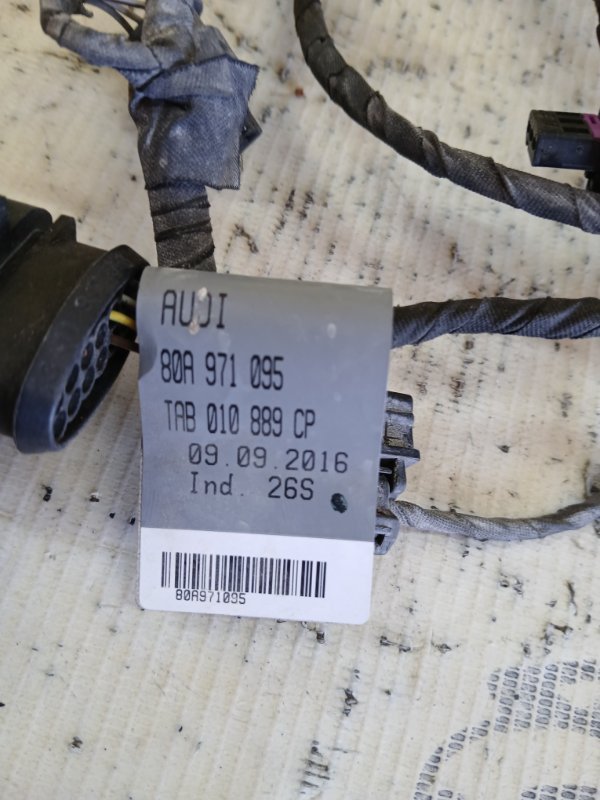 AUDI
80A 971 095
TAB 010 889 CP
09.09.2016
Ind. 26S
80A971095